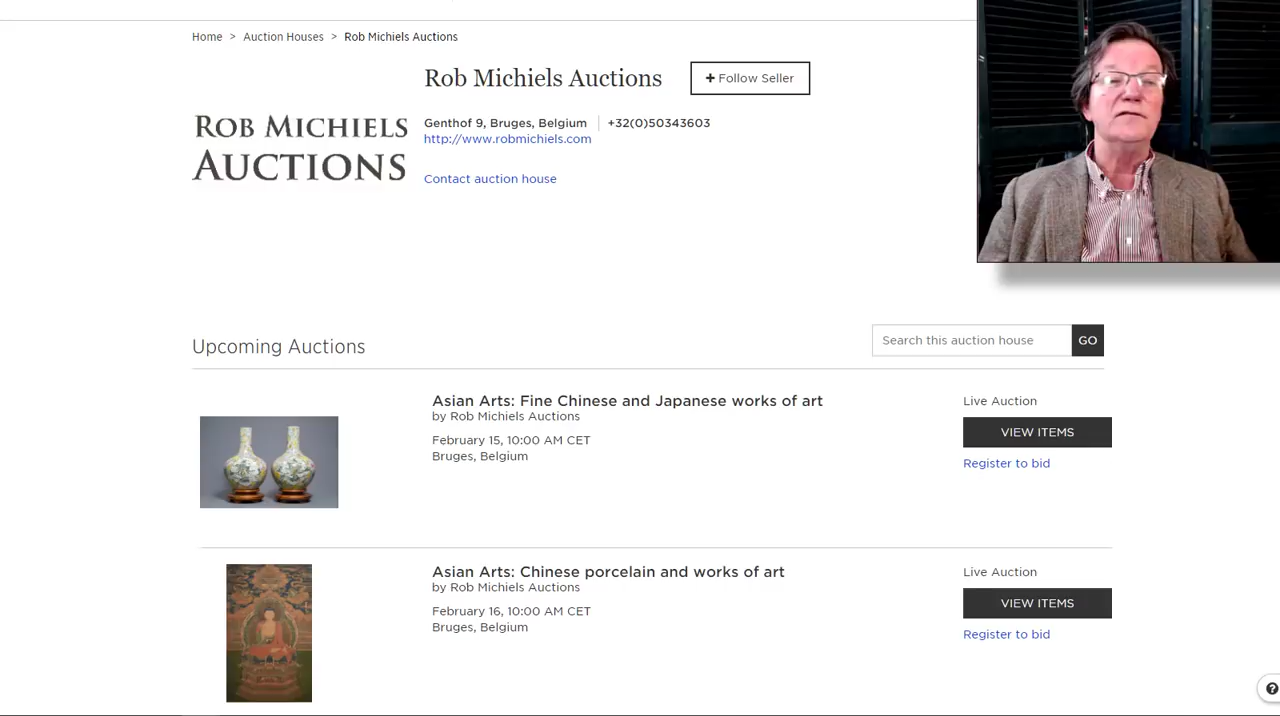 Home > Auction Houses > Rob Michiels Auctions
Rob Michiels Auctions
+ Follow Seller
ROB MICHIELS
AUCTIONS
Genthof 9, Bruges, Belgium | +32(0)50343603
http://www.robmichiels.com
Contact auction house
Upcoming Auctions
Search this auction house GO
Asian Arts: Fine Chinese and Japanese works of art
by Rob Michiels Auctions
February 15, 10:00 AM CET
Bruges, Belgium
Live Auction
VIEW ITEMS
Register to bid
Asian Arts: Chinese porcelain and works of art
by Rob Michiels Auctions
February 16, 10:00 AM CET
Bruges, Belgium
Live Auction
VIEW ITEMS
Register to bid
?